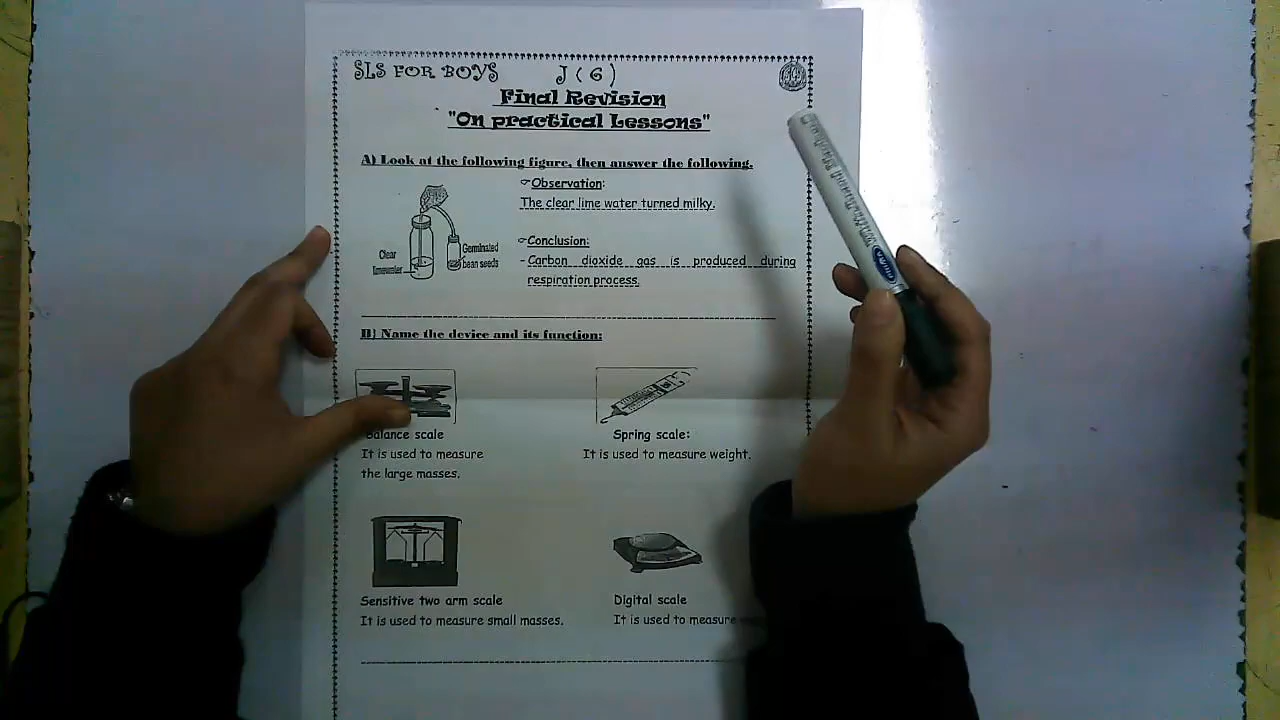 SLS FOR BOYS J ( 6 )
Final Revision
"On practical Lessons"
A) Look at the following figure, then answer the following.
Observation:
The clear lime water turned milky.
Conclusion:
- Carbon dioxide gas is produced during
respiration process.
Clear
limewater
Germinated
bean seeds
B) Name the device and its function:
Balance scale
It is used to measure
the large masses.
Spring scale:
It is used to measure weight.
Sensitive two arm scale
It is used to measure small masses.
Digital scale
It is used to measure